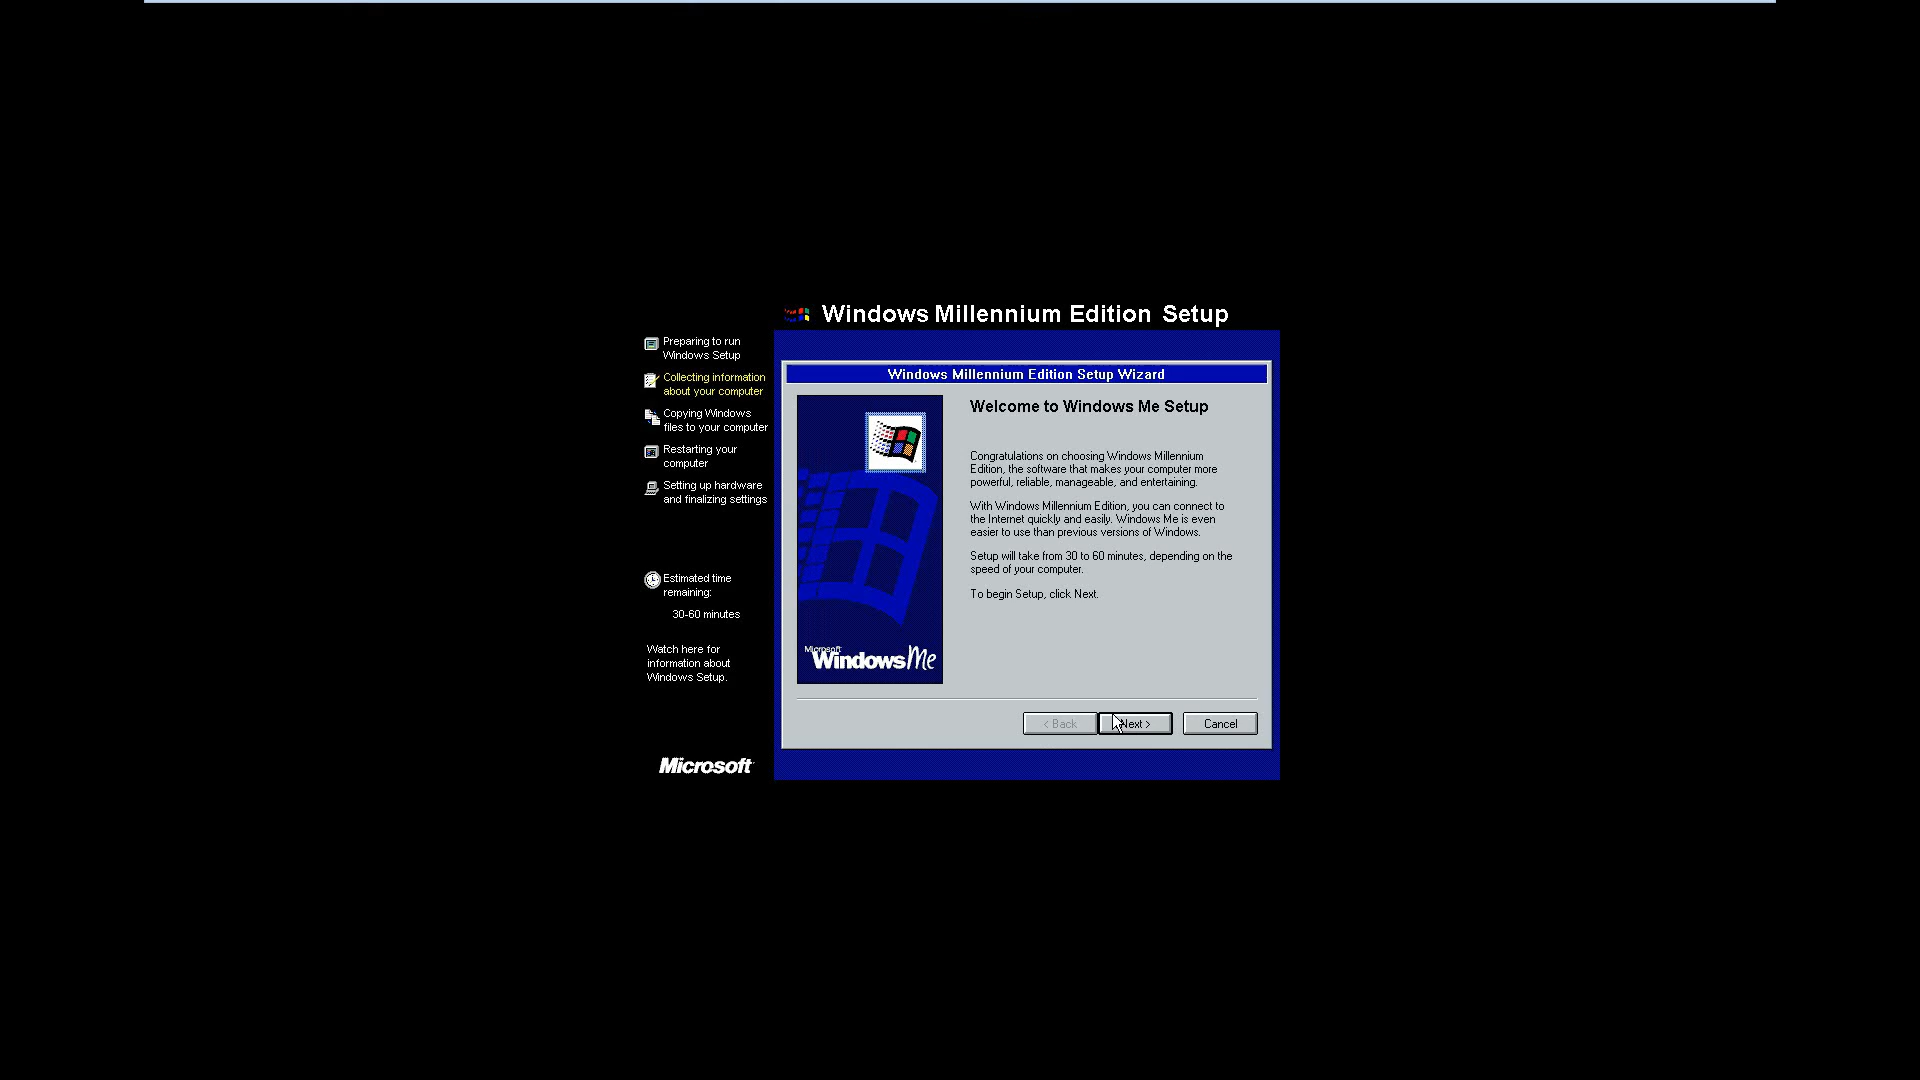 Windows Millennium Edition Setup
Preparing to run
Windows Setup
Collecting information
about your computer
Copying Windows
files to your computer
Restarting your
computer
Setting up hardware
and finalizing settings
Estimated time
remaining:
30-60 minutes
Watch here for
information about
Windows Setup.
Microsoft
Windows Millennium Edition Setup Wizard
Microsoft
Windows Me
Welcome to Windows Me Setup
Congratulations on choosing Windows Millennium
Edition, the software that makes your computer more
powerful, reliable, manageable, and entertaining.
With Windows Millennium Edition, you can connect to
the Internet quickly and easily. Windows Me is even
easier to use than previous versions of Windows.
Setup will take from 30 to 60 minutes, depending on the
speed of your computer.
To begin Setup, click Next.
< Back
Next >
Cancel